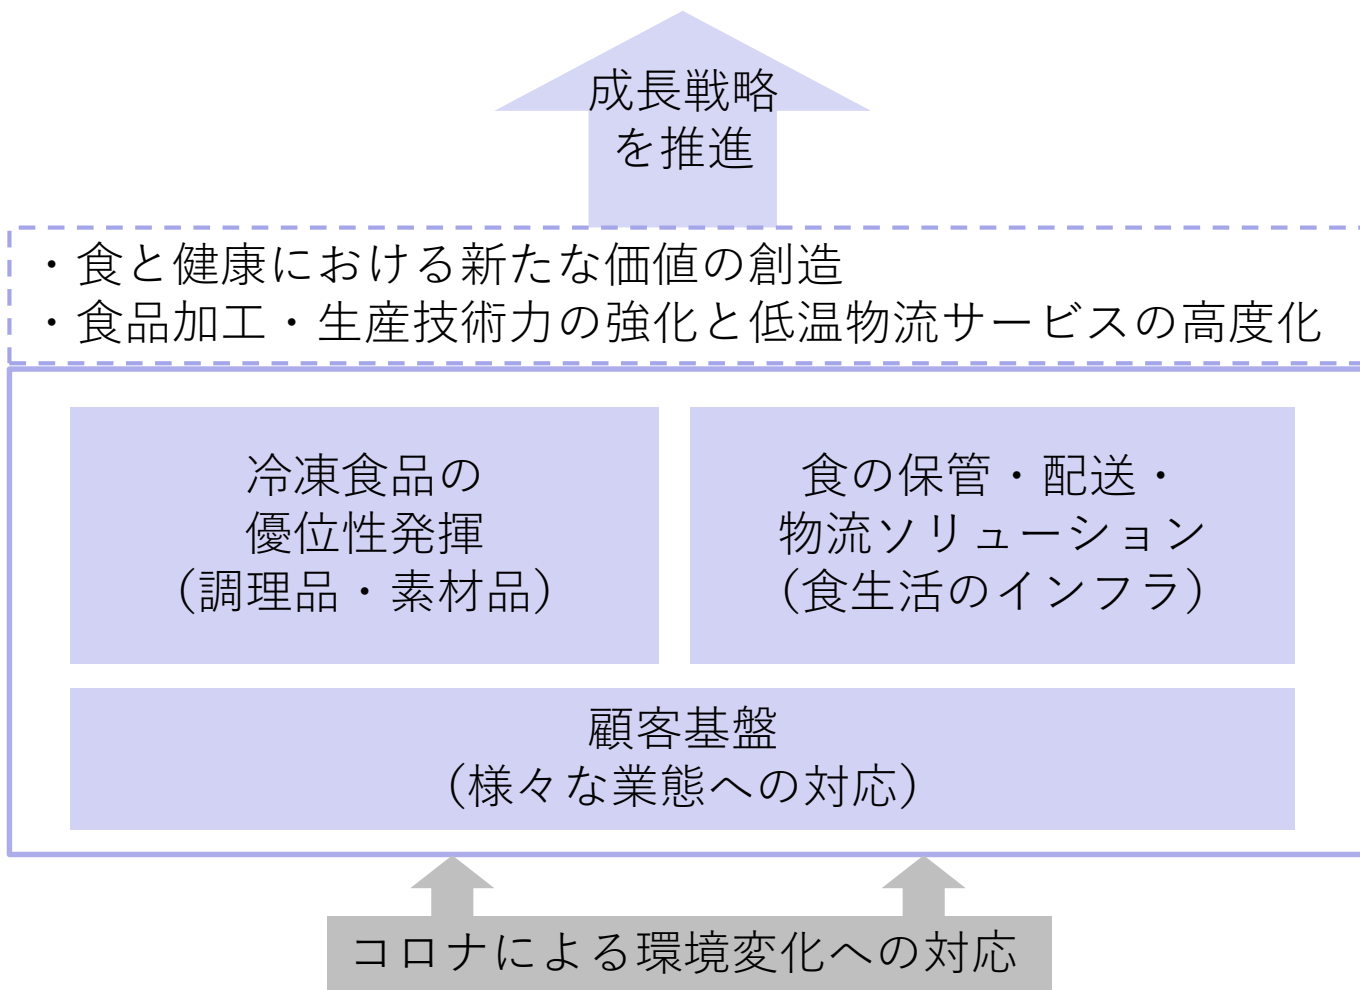 成長戦略
を推進
・食と健康における新たな価値の創造
・食品加工・生産技術力の強化と低温物流サービスの高度化
冷凍食品の
優位性発揮
（調理品・素材品）
食の保管・配送・
物流ソリューション
（食生活のインフラ）
顧客基盤
（様々な業態への対応）
コロナによる環境変化への対応